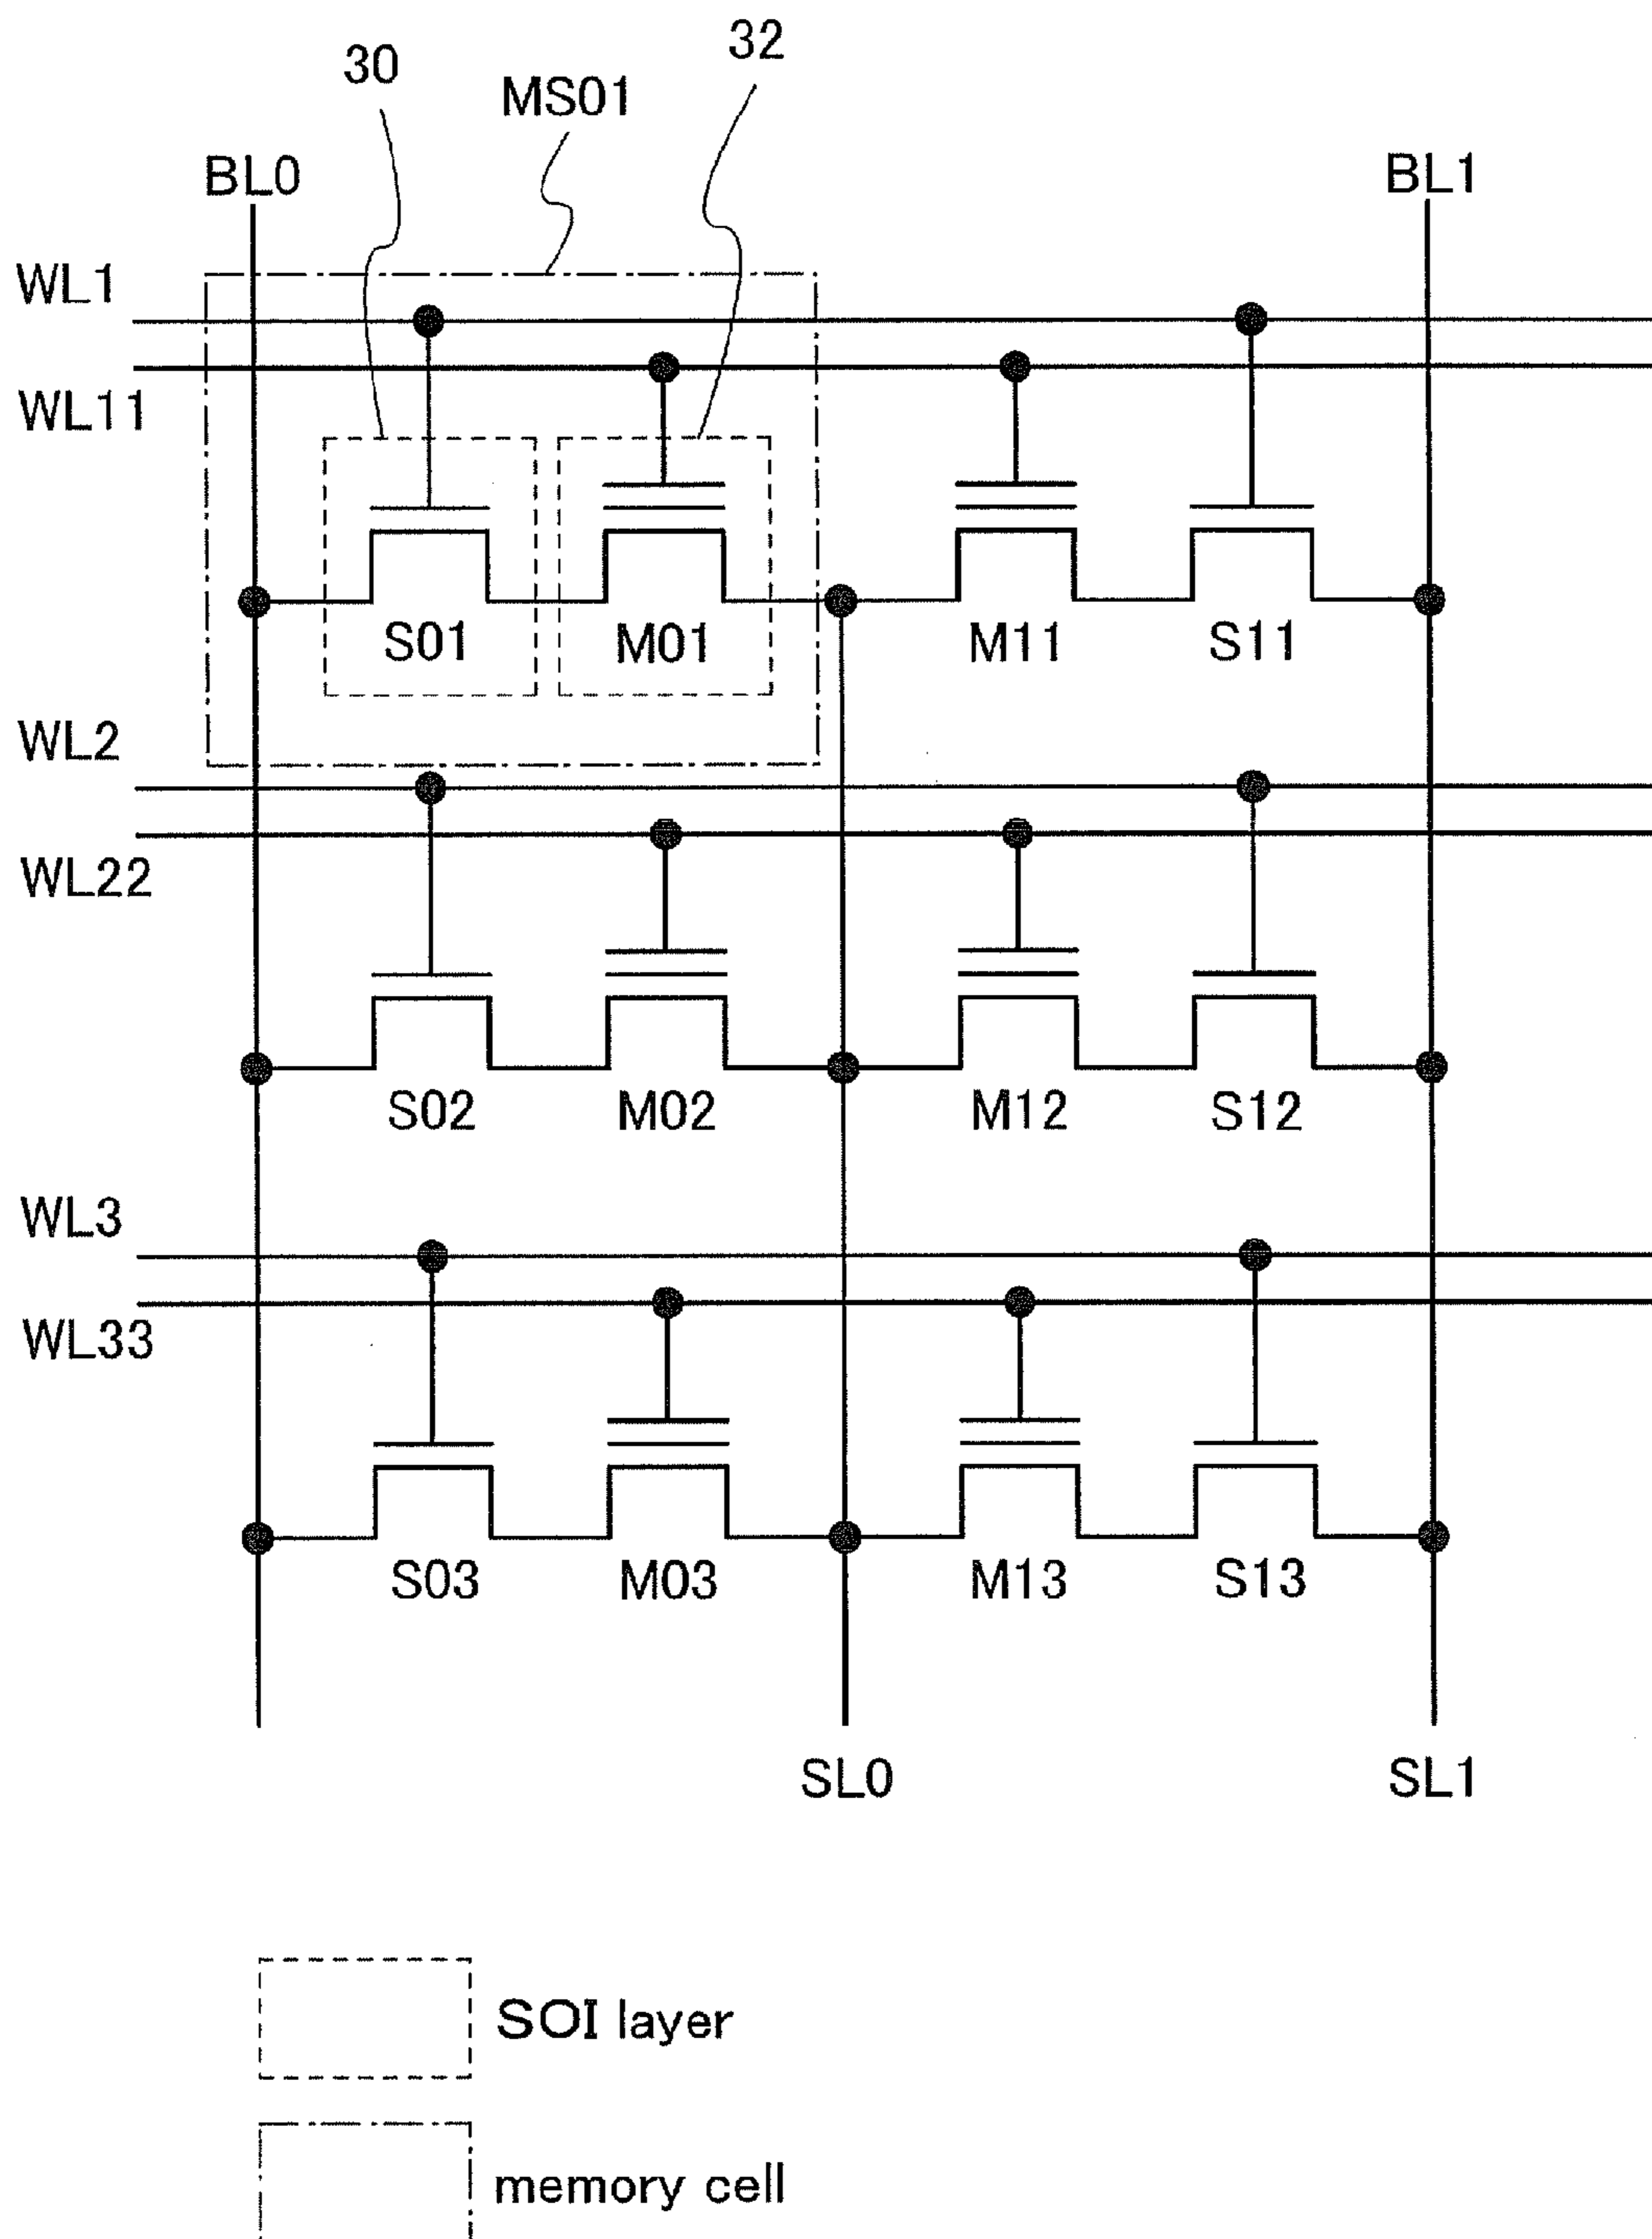 32
30
MS01
BL0
BL1
WL1
WL11
S01
M01
M11
S11
WL2
WL22
S02
M02
M12
S12
WL3
WL33
S03
M03
M13
S13
SL0
SL1
SOI layer
memory cell